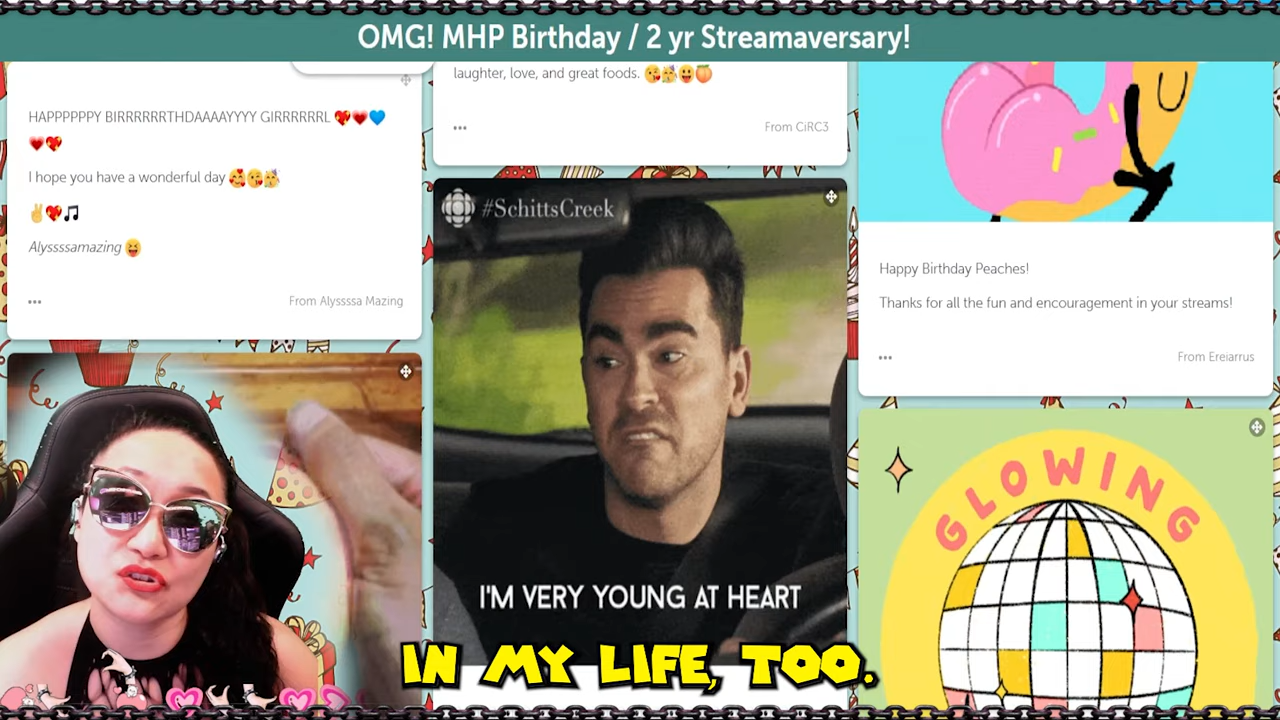 OMG! MHP Birthday / 2 yr Streamaversary!
HAPPPPPPY BIRRRRRRTHDAAAAYYYY GIRRRRRRL 💖❤️💙
❤️💖
I hope you have a wonderful day 🥰😘🥳
✌️💖🎵
Alyssssamazing 😝
••• From Alyssssa Mazing
laughter, love, and great foods. 😘🥳😛🍑
••• From CiRC3
#SchittsCreek
I'M VERY YOUNG AT HEART
Happy Birthday Peaches!
Thanks for all the fun and encouragement in your streams!
••• From Ereiarrus
GLOWING
IN MY LIFE, TOO.